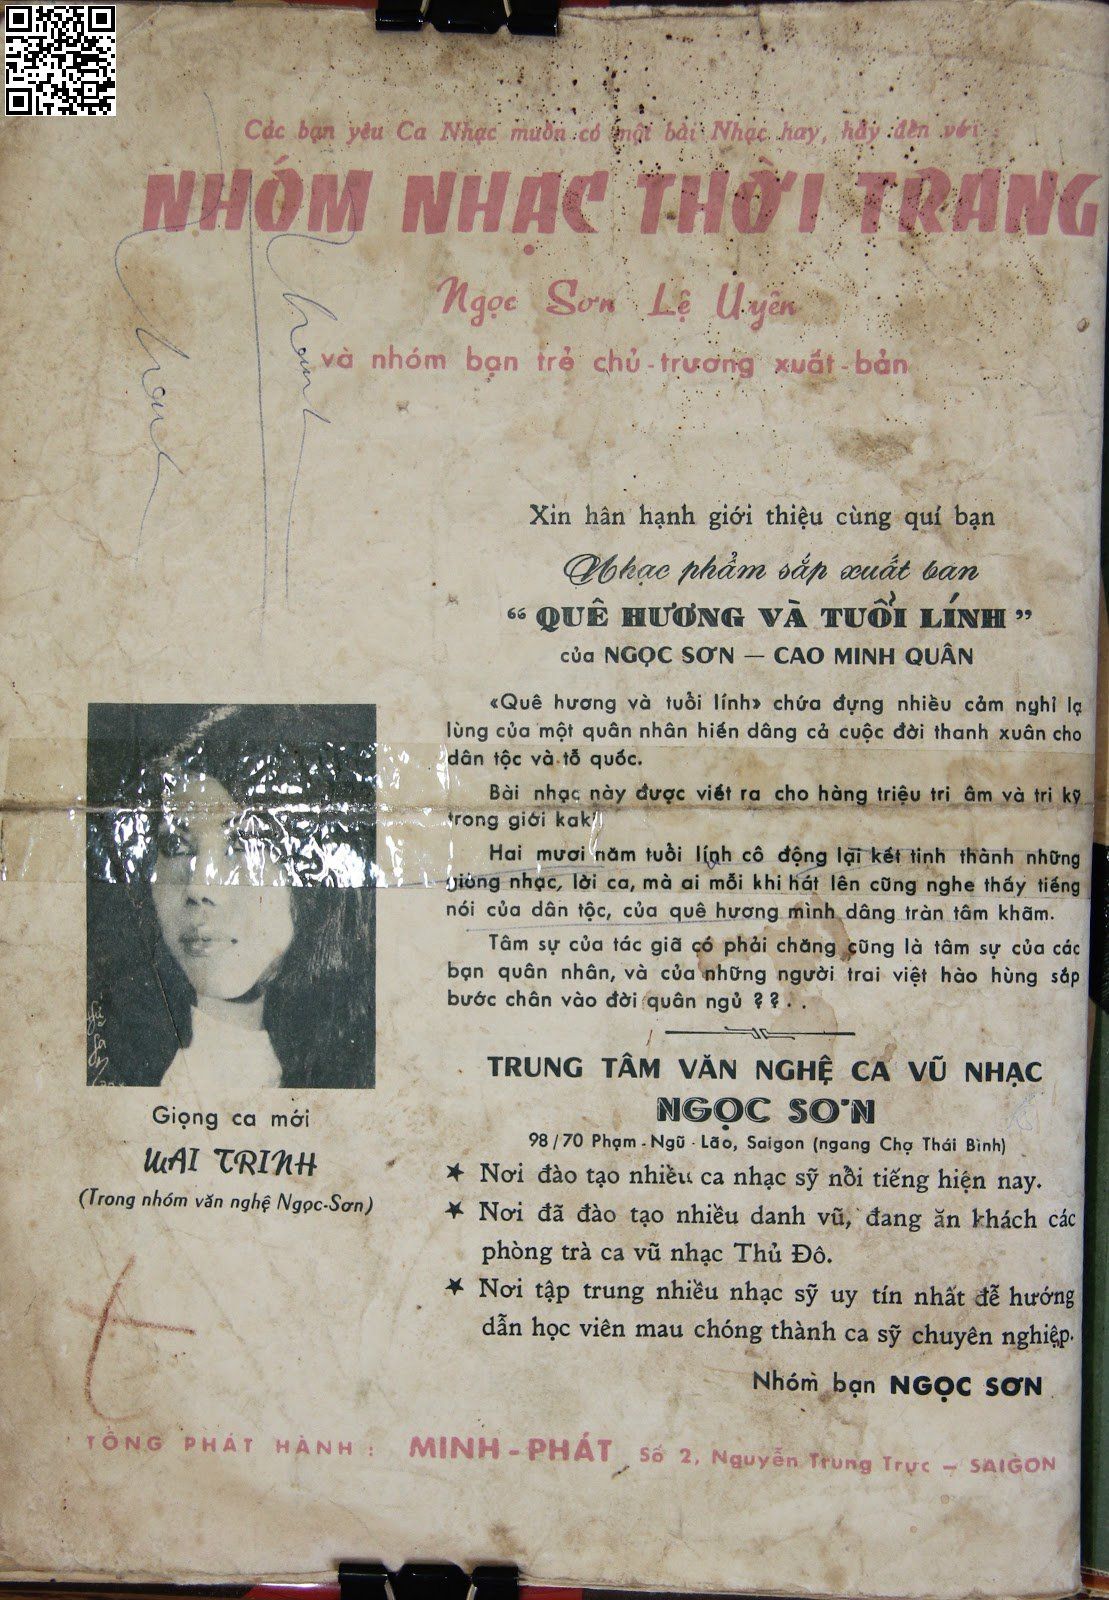 Các bạn yêu Ca Nhạc muốn có một bài Nhạc hay, hãy đến với :
NHÓM NHẠC THỜI TRANG
Ngọc Sơn Lệ Uyên
và nhóm bạn trẻ chủ-trương xuất-bản
Xin hân hạnh giới thiệu cùng quí bạn
Nhạc phẩm sắp xuất bản
“ QUÊ HƯƠNG VÀ TUỔI LÍNH ”
của NGỌC SƠN — CAO MINH QUÂN
«Quê hương và tuổi lính» chứa đựng nhiều cảm nghỉ lạ
lùng của một quân nhân hiến dâng cả cuộc đời thanh xuân cho
dân tộc và tổ quốc.
Bài nhạc này được viết ra cho hàng triệu tri âm và tri kỹ
trong giới kaki
Hai mươi năm tuổi lính cô động lại kết tinh thành những
giòng nhạc, lời ca, mà ai mỗi khi hát lên cũng nghe thấy tiếng
nói của dân tộc, của quê hương mình dâng tràn tâm khãm.
Tâm sự của tác giã có phải chăng cũng là tâm sự của các
bạn quân nhân, và của những người trai việt hào hùng sắp
bước chân vào đời quân ngủ ??..
TRUNG TÂM VĂN NGHỆ CA VŨ NHẠC
NGỌC SƠN
98/70 Phạm-Ngũ-Lão, Saigon (ngang Chợ Thái Bình)
★ Nơi đào tạo nhiều ca nhạc sỹ nổi tiếng hiện nay.
★ Nơi đã đào tạo nhiều danh vũ, đang ăn khách các
phòng trà ca vũ nhạc Thủ Đô.
★ Nơi tập trung nhiều nhạc sỹ uy tín nhất để hướng
dẫn học viên mau chóng thành ca sỹ chuyên nghiệp.
Nhóm bạn NGỌC SƠN
Giọng ca mới
MAI TRINH
(Trong nhóm văn nghệ Ngọc-Sơn)
TỔNG PHÁT HÀNH : MINH-PHÁT Số 2, Nguyễn Trung Trực — SAIGON